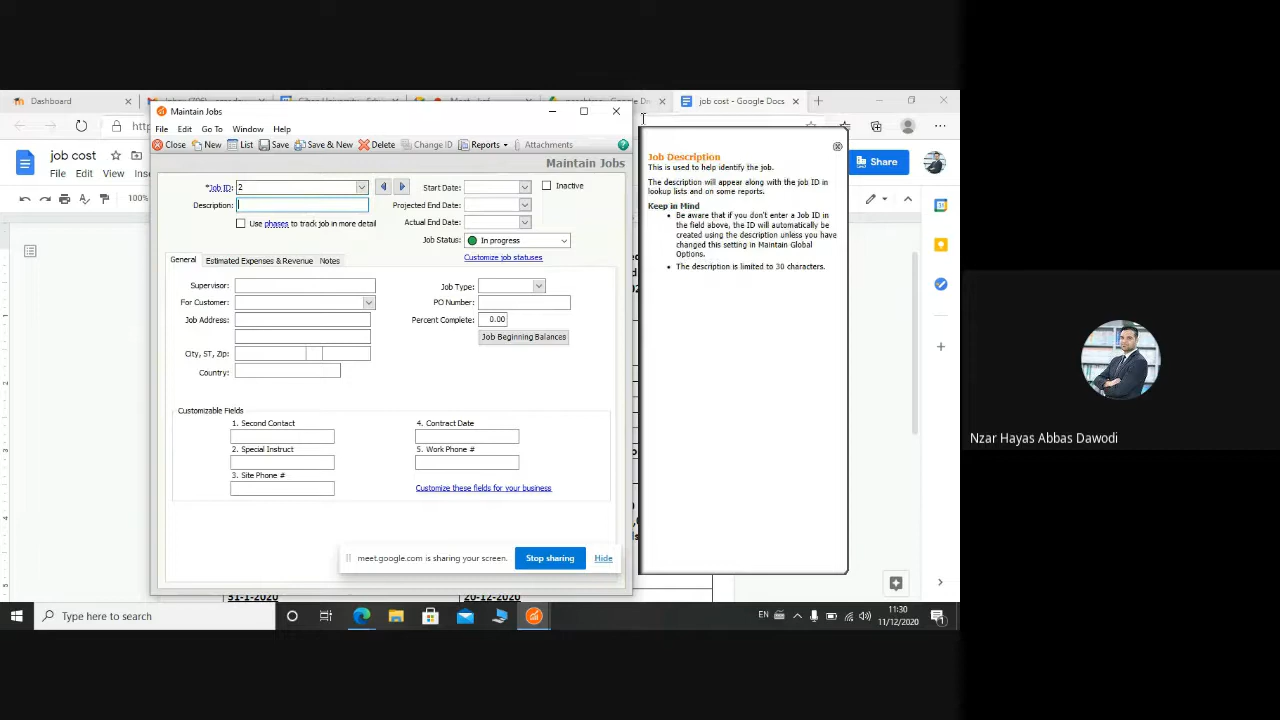 Dashboard
job cost - Google Docs
Maintain Jobs
File Edit Go To Window Help
Close New List Save Save & New Delete Change ID Reports Attachments
Maintain Jobs
*Job ID: 2
Start Date:
Inactive
Description:
Projected End Date:
Use phases to track job in more detail
Actual End Date:
Job Status: In progress
Customize job statuses
General Estimated Expenses & Revenue Notes
Supervisor:
Job Type:
For Customer:
PO Number:
Job Address:
Percent Complete: 0.00
Job Beginning Balances
City, ST, Zip:
Country:
Customizable Fields
1. Second Contact
4. Contract Date
2. Special Instruct
5. Work Phone #
3. Site Phone #
Customize these fields for your business
meet.google.com is sharing your screen. Stop sharing Hide
job cost
File Edit View
100%
Share
Job Description
This is used to help identify the job.
The description will appear along with the job ID in
lookup lists and on some reports.
Keep in Mind
Be aware that if you don't enter a Job ID in
the field above, the ID will automatically be
created using the description unless you have
changed this setting in Maintain Global
Options.
The description is limited to 30 characters.
31-1-2020 20-12-2020
Type here to search
EN
11:30
11/12/2020
Nzar Hayas Abbas Dawodi